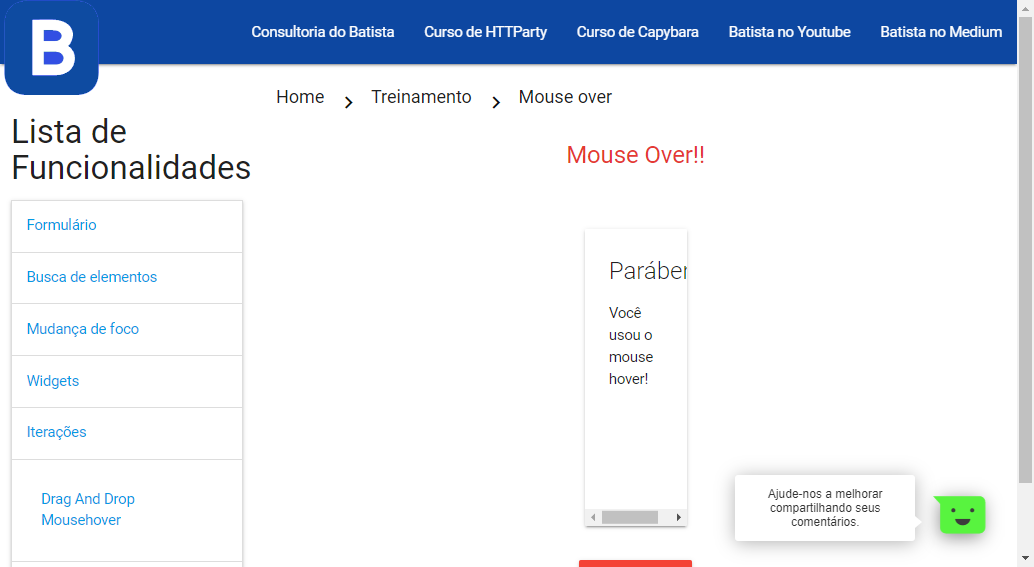 B
Consultoria do Batista Curso de HTTParty Curso de Capybara Batista no Youtube Batista no Medium
Home Treinamento Mouse over
Lista de
Funcionalidades
Formulário
Busca de elementos
Mudança de foco
Widgets
Iterações
Drag And Drop
Mousehover
Mouse Over!!
Paráben
Você
usou o
mouse
hover!
Ajude-nos a melhorar
compartilhando seus
comentários.